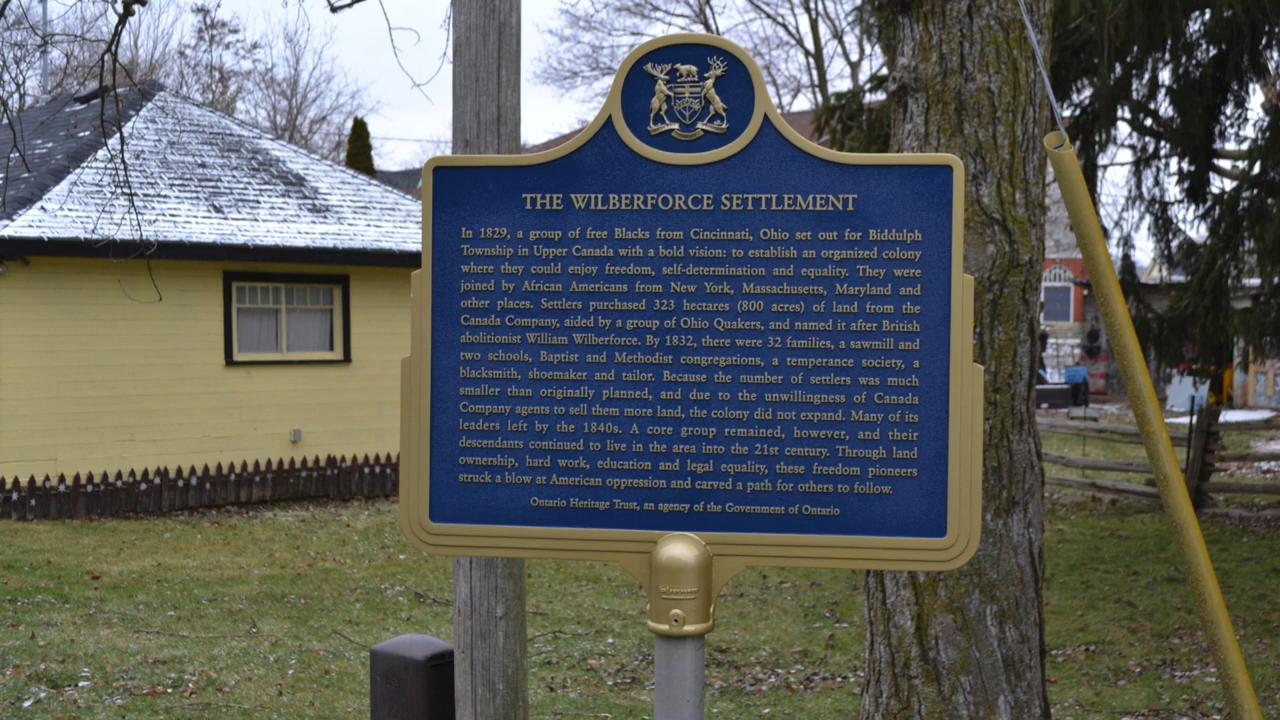 THE WILBERFORCE SETTLEMENT
In 1829, a group of free Blacks from Cincinnati, Ohio set out for Biddulph
Township in Upper Canada with a bold vision: to establish an organized colony
where they could enjoy freedom, self-determination and equality. They were
joined by African Americans from New York, Massachusetts, Maryland and
other places. Settlers purchased 323 hectares (800 acres) of land from the
Canada Company, aided by a group of Ohio Quakers, and named it after British
abolitionist William Wilberforce. By 1832, there were 32 families, a sawmill and
two schools, Baptist and Methodist congregations, a temperance society, a
blacksmith, shoemaker and tailor. Because the number of settlers was much
smaller than originally planned, and due to the unwillingness of Canada
Company agents to sell them more land, the colony did not expand. Many of its
leaders left by the 1840s. A core group remained, however, and their
descendants continued to live in the area into the 21st century. Through land
ownership, hard work, education and legal equality, these freedom pioneers
struck a blow at American oppression and carved a path for others to follow.
Ontario Heritage Trust, an agency of the Government of Ontario